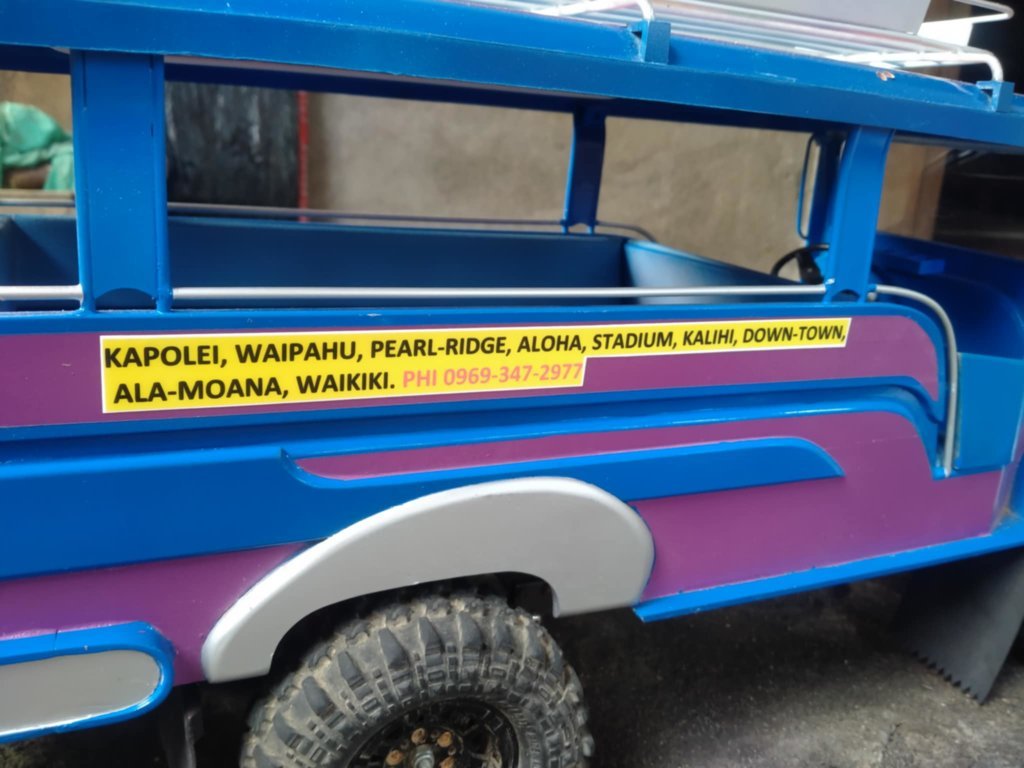 KAPOLEI, WAIPAHU, PEARL-RIDGE, ALOHA, STADIUM, KALIHI, DOWN-TOWN,
ALA-MOANA, WAIKIKI. PHI 0969-347-2977